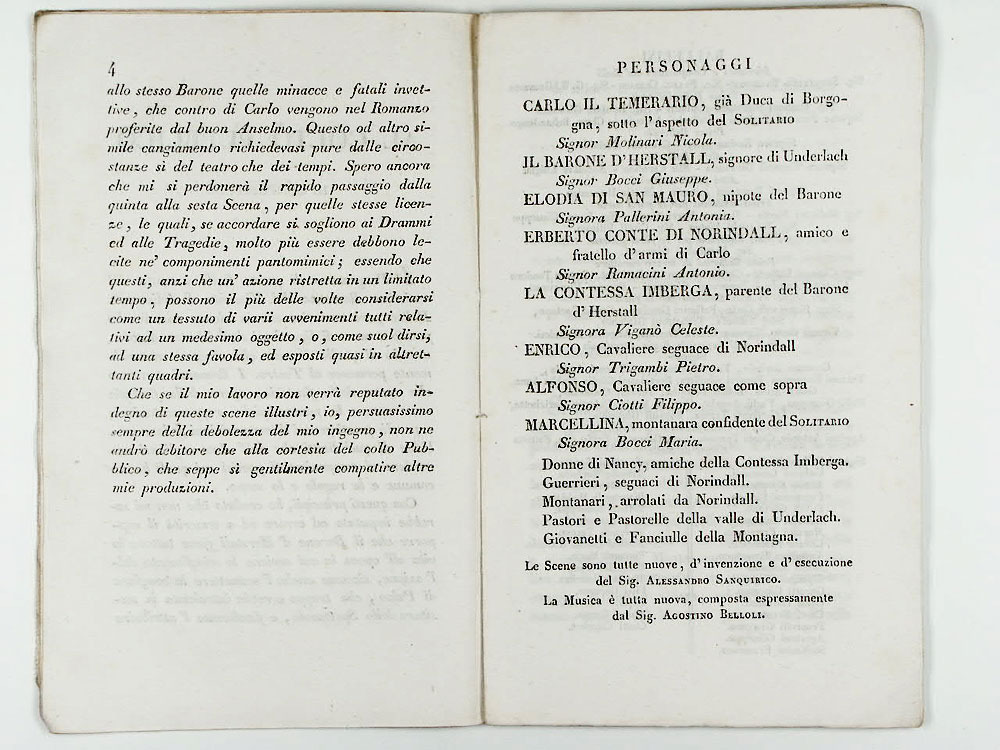 4
allo stesso Barone quelle minacce e fatali invet-
tive, che contro di Carlo vengono nel Romanzo
proferite dal buon Anselmo. Questo od altro si-
mile cangiamento richiedevasi pure dalle circo-
stanze sì del teatro che dei tempi. Spero ancora
che mi si perdonerà il rapido passaggio dalla
quinta alla sesta Scena, per quelle stesse licen-
ze, le quali, se accordare si sogliono ai Drammi
ed alle Tragedie, molto più essere debbono le-
cite ne' componimenti pantomimici; essendo che
questi, anzi che un' azione ristretta in un limitato
tempo, possono il più delle volte considerarsi
come un tessuto di varii avvenimenti tutti rela-
tivi ad un medesimo oggetto, o, come suol dirsi,
ad una stessa favola, ed esposti quasi in altret-
tanti quadri.
Che se il mio lavoro non verrà reputato in-
degno di queste scene illustri, io, persuasissimo
sempre della debolezza del mio ingegno, non ne
andrò debitore che alla cortesia del colto Pub-
blico, che seppe sì gentilmente compatire altre
mie produzioni.
PERSONAGGI
CARLO IL TEMERARIO, già Duca di Borgo-
gna, sotto l'aspetto del SOLITARIO
Signor Molinari Nicola.
IL BARONE D'HERSTALL, signore di Underlach
Signor Bocci Giuseppe.
ELODIA DI SAN MAURO, nipote del Barone
Signora Pallerini Antonia.
ERBERTO CONTE DI NORINDALL, amico e
fratello d'armi di Carlo
Signor Ramacini Antonio.
LA CONTESSA IMBERGA, parente del Barone
d' Herstall
Signora Viganò Celeste.
ENRICO, Cavaliere seguace di Norindall
Signor Trigambi Pietro.
ALFONSO, Cavaliere seguace come sopra
Signor Ciotti Filippo.
MARCELLINA, montanara confidente del SOLITARIO
Signora Bocci Maria.
Donne di Nancy, amiche della Contessa Imberga.
Guerrieri, seguaci di Norindall.
Montanari, arrolati da Norindall.
Pastori e Pastorelle della valle di Underlach.
Giovanetti e Fanciulle della Montagna.
Le Scene sono tutte nuove, d'invenzione e d'esecuzione
del Sig. ALESSANDRO SANQUIRICO.
La Musica è tutta nuova, composta espressamente
dal Sig. AGOSTINO BELLOLI.